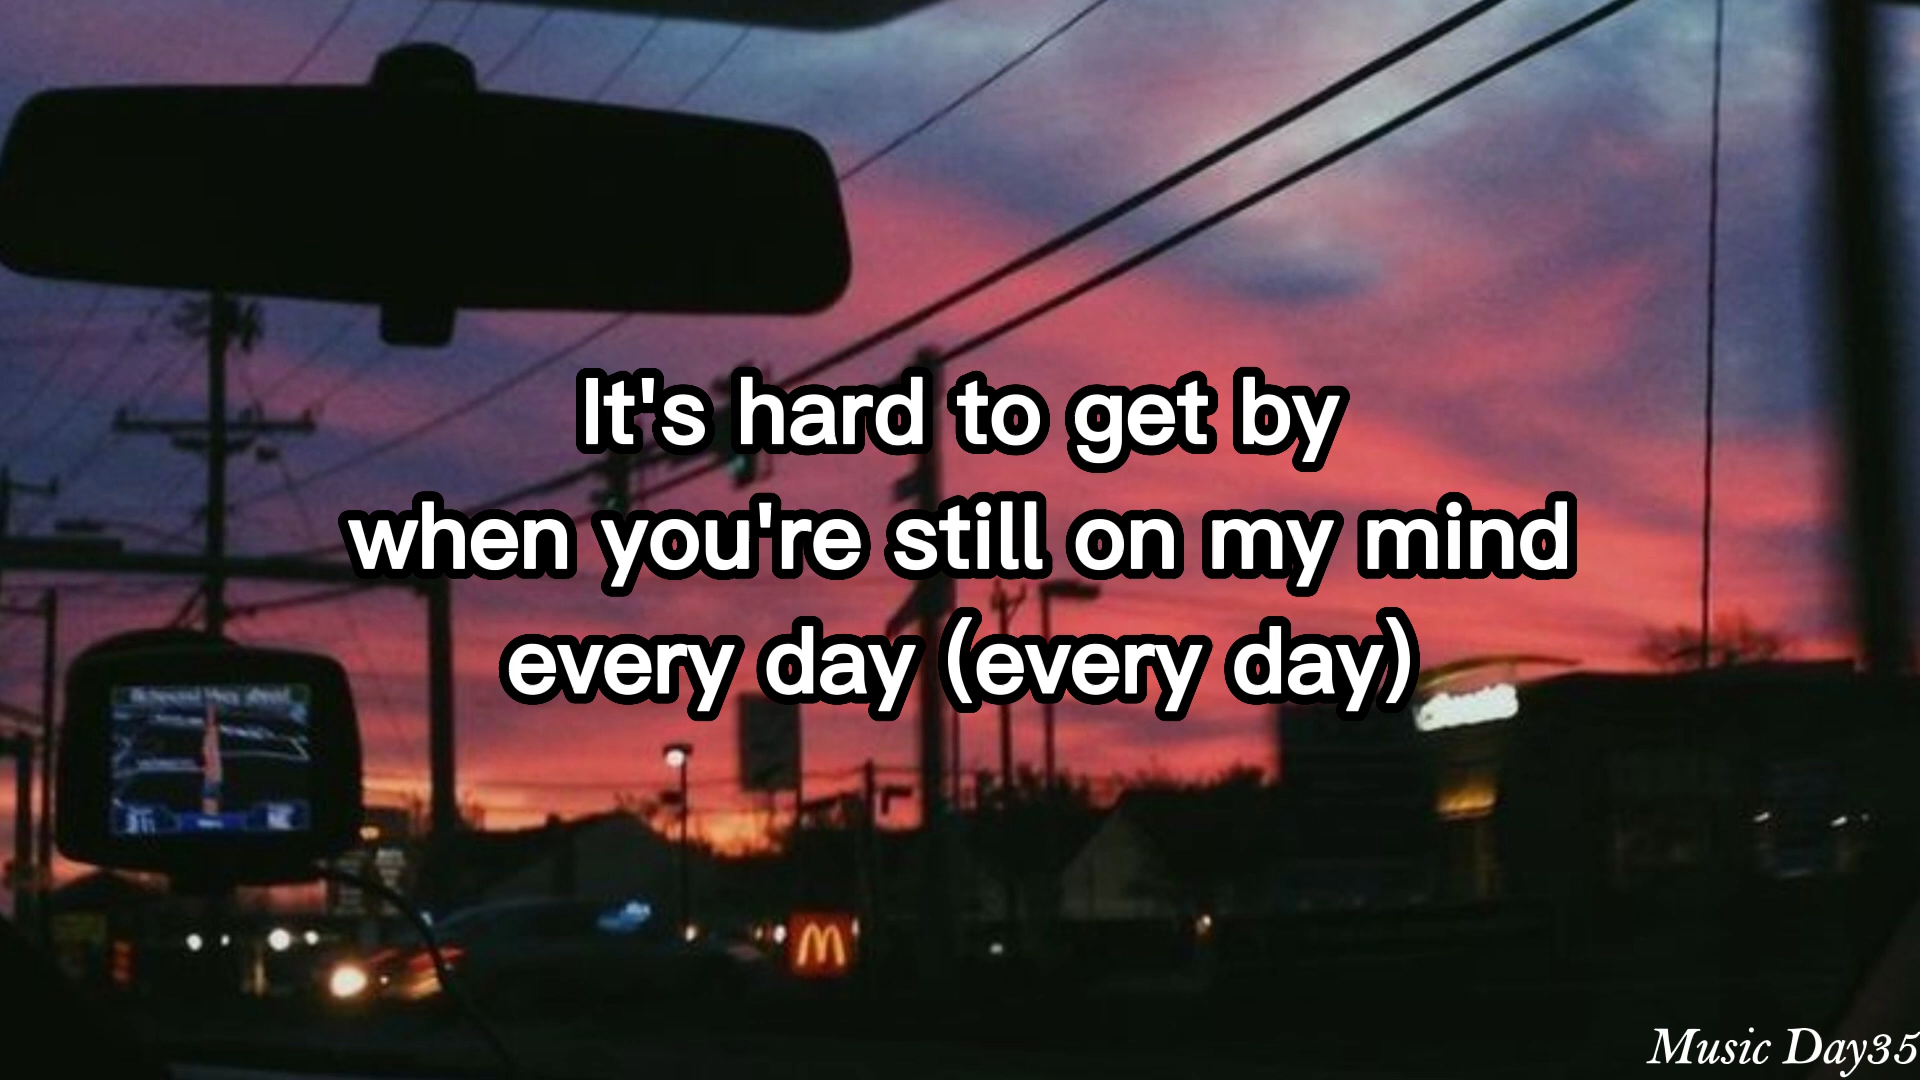 It's hard to get by
when you're still on my mind
every day (every day)
Music Day35